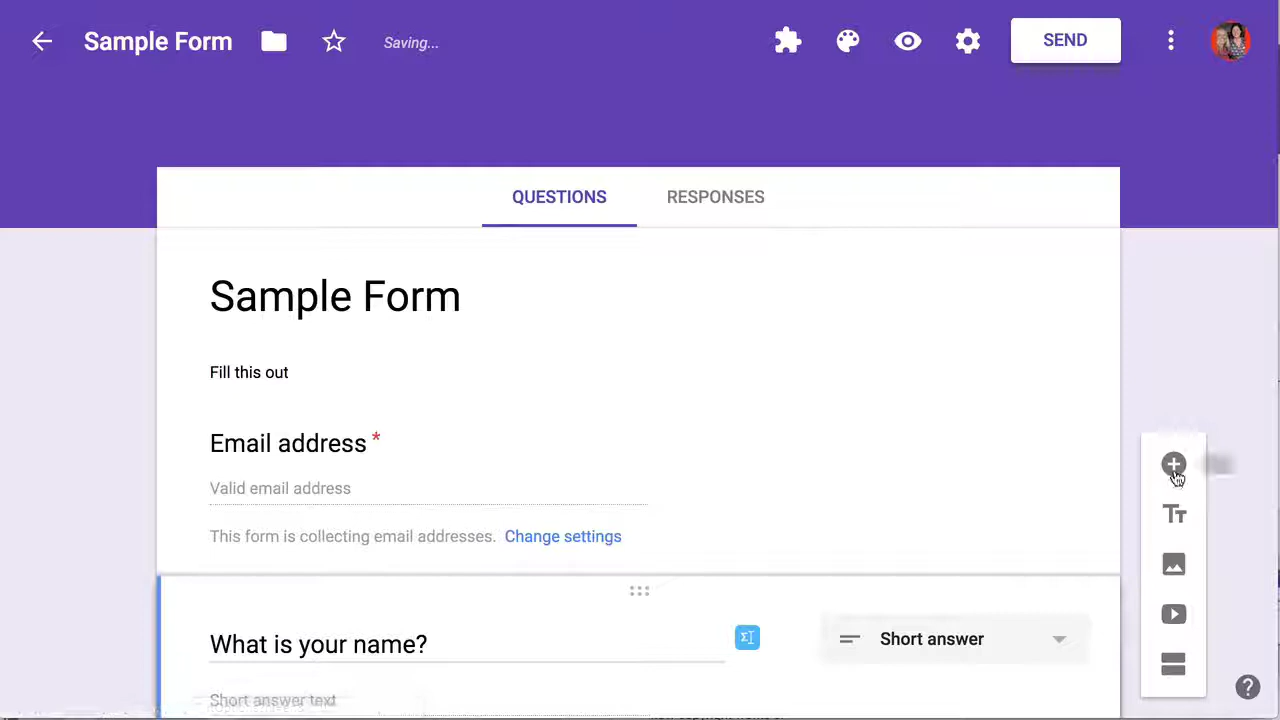 Sample Form
Saving...
SEND
QUESTIONS
RESPONSES
Sample Form
Fill this out
Email address *
Valid email address
This form is collecting email addresses. Change settings
What is your name?
Short answer
Short answer text